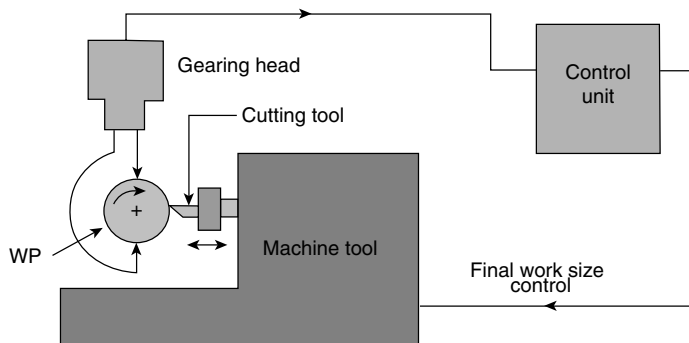 Gearing head
Control
unit
Cutting tool
+
WP
Machine tool
Final work size
control